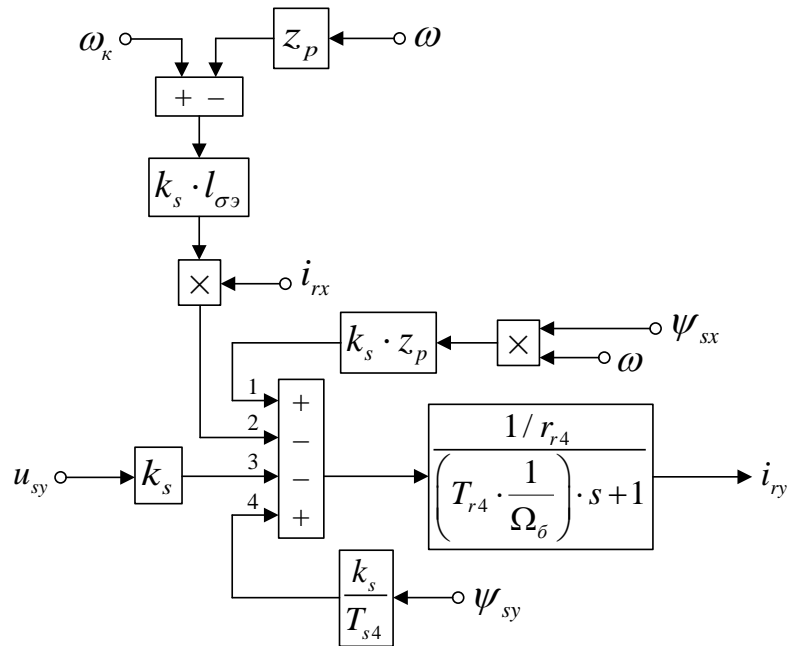 ω_к
z_p
ω
+ −
k_s · l_σэ
×
i_rx
k_s · z_p
×
ψ_sx
ω
1
+
2
−
u_sy
k_s
3
−
4
+
1 / r_r4
(T_r4 · 1/Ω_б) · s + 1
i_ry
k_s
T_s4
ψ_sy